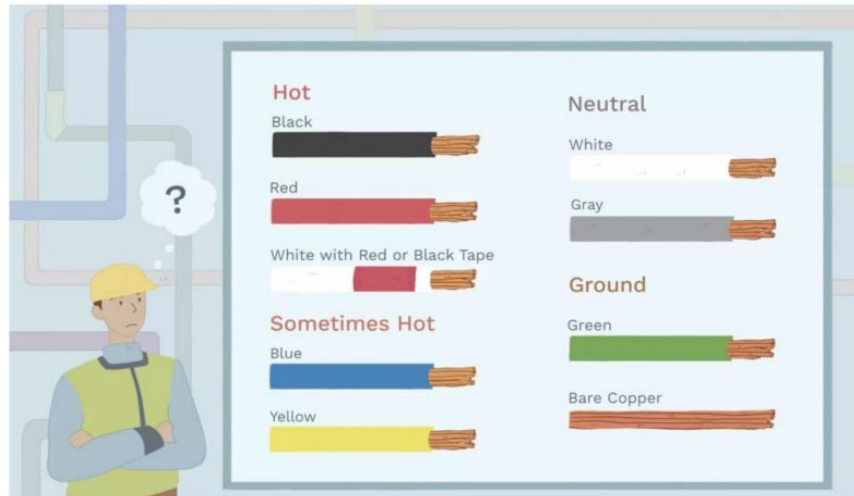 Hot
Black
Red
White with Red or Black Tape
Sometimes Hot
Blue
Yellow
Neutral
White
Gray
Ground
Green
Bare Copper
?